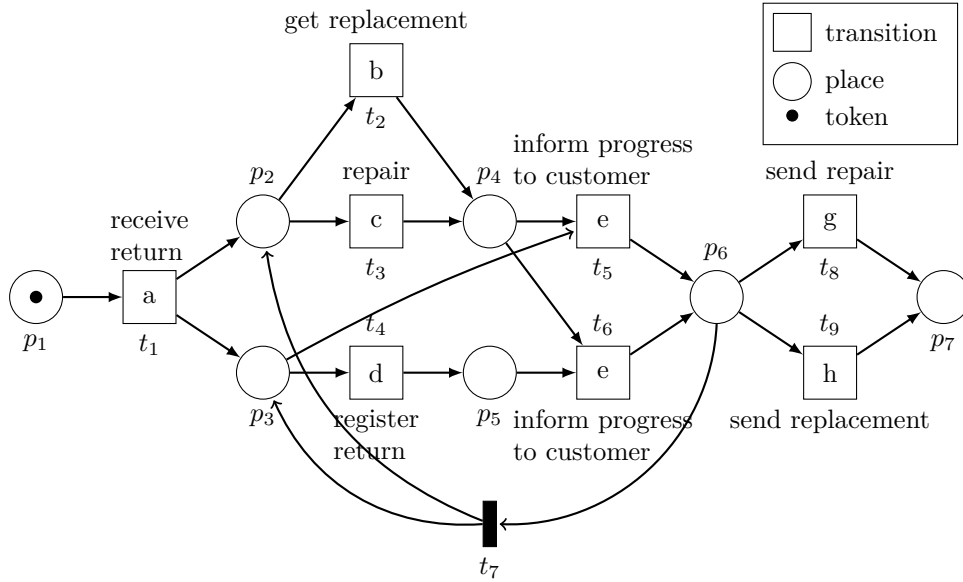 get replacement
b
t2
transition
place
token
p2
repair
c
t3
p4
inform progress
to customer
e
t5
send repair
g
t8
receive
return
a
t1
p1
p6
p7
t4
d
register
return
p3
p5
t6
e
inform progress
to customer
t9
h
send replacement
t7